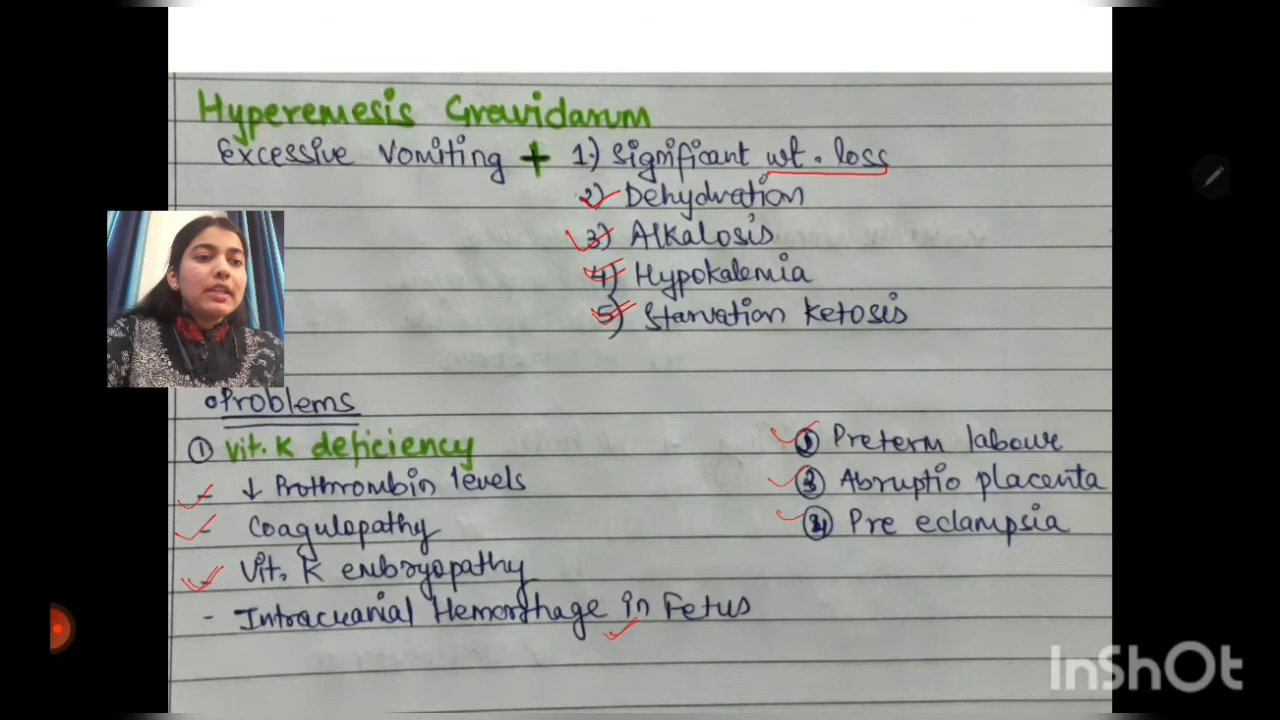 Hyperemesis Gravidarum
Excessive Vomiting + 1.) Significant wt. loss
2) Dehydration
3) Alkalosis
4) Hypokalemia
5) Starvation Ketosis
Problems
① Vit. K deficiency
- ↓ Prothrombin levels
- Coagulopathy
- Vit. K embryopathy
- Intracranial Hemorrhage in Fetus
② Preterm labour
③ Abruptio placenta
④ Pre eclampsia
InShOt